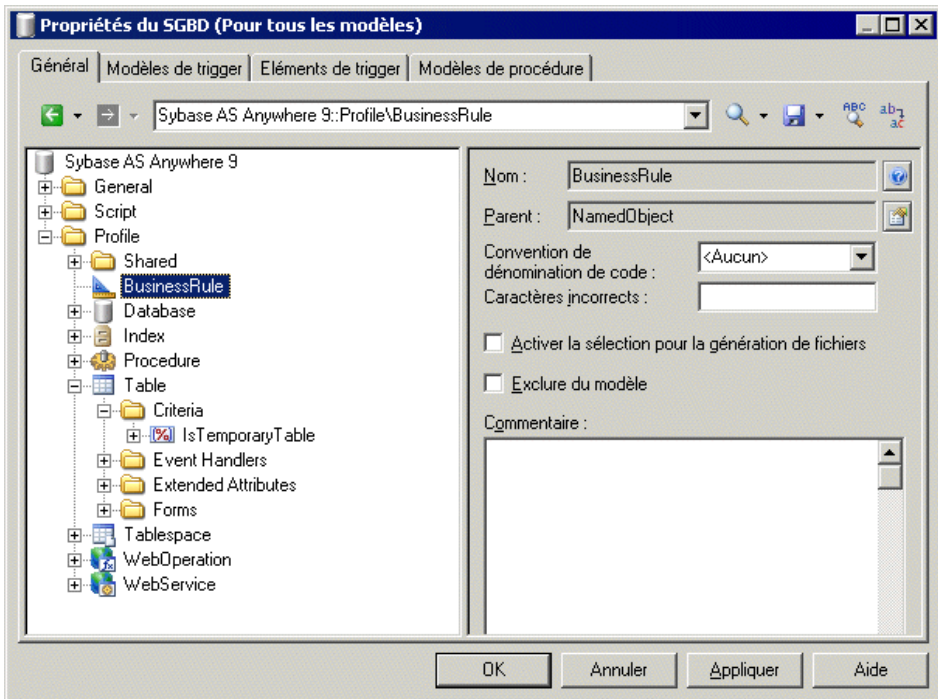 Propriétés du SGBD (Pour tous les modèles)
Général Modèles de trigger Eléments de trigger Modèles de procédure
Sybase AS Anywhere 9::Profile\BusinessRule
Sybase AS Anywhere 9
General
Script
Profile
Shared
BusinessRule
Database
Index
Procedure
Table
Criteria
IsTemporaryTable
Event Handlers
Extended Attributes
Forms
Tablespace
WebOperation
WebService
Nom : BusinessRule
Parent : NamedObject
Convention de
dénomination de code : <Aucun>
Caractères incorrects :
Activer la sélection pour la génération de fichiers
Exclure du modèle
Commentaire :
OK Annuler Appliquer Aide